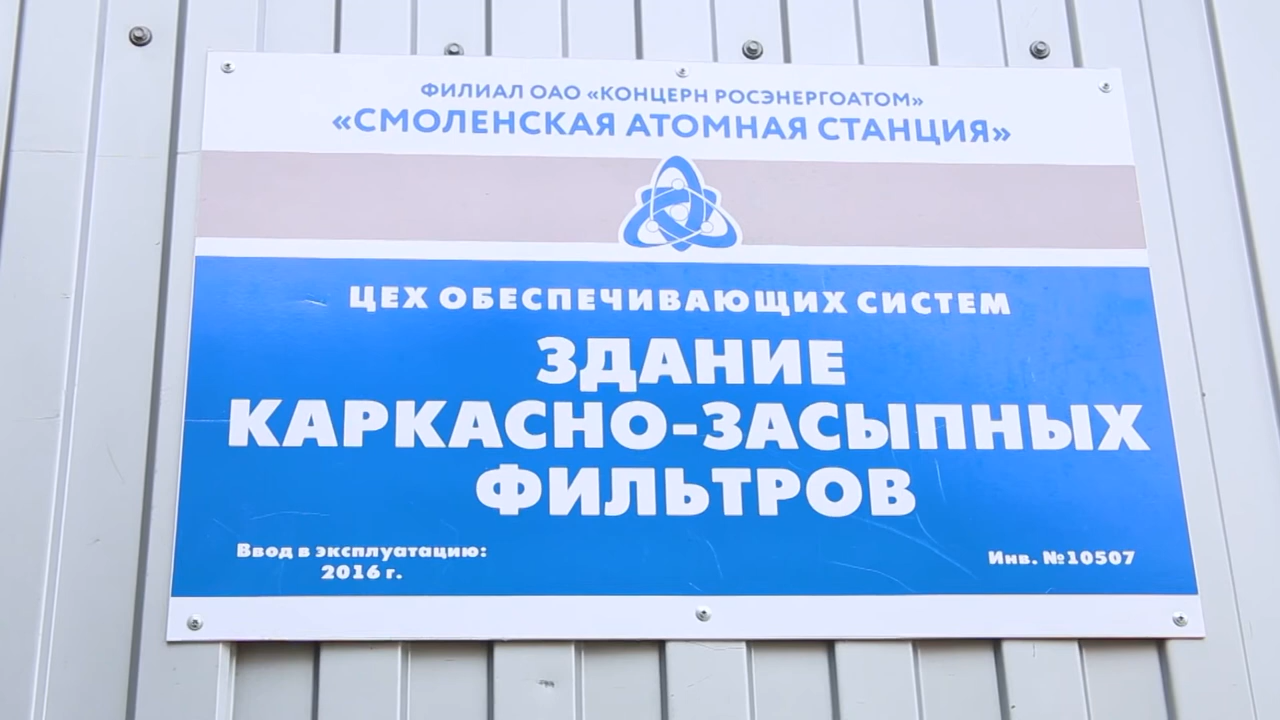 ФИЛИАЛ ОАО «КОНЦЕРН РОСЭНЕРГОАТОМ»
«СМОЛЕНСКАЯ АТОМНАЯ СТАНЦИЯ»
ЦЕХ ОБЕСПЕЧИВАЮЩИХ СИСТЕМ
ЗДАНИЕ
КАРКАСНО-ЗАСЫПНЫХ
ФИЛЬТРОВ
Ввод в эксплуатацию:
2016 г.
Инв. №10507